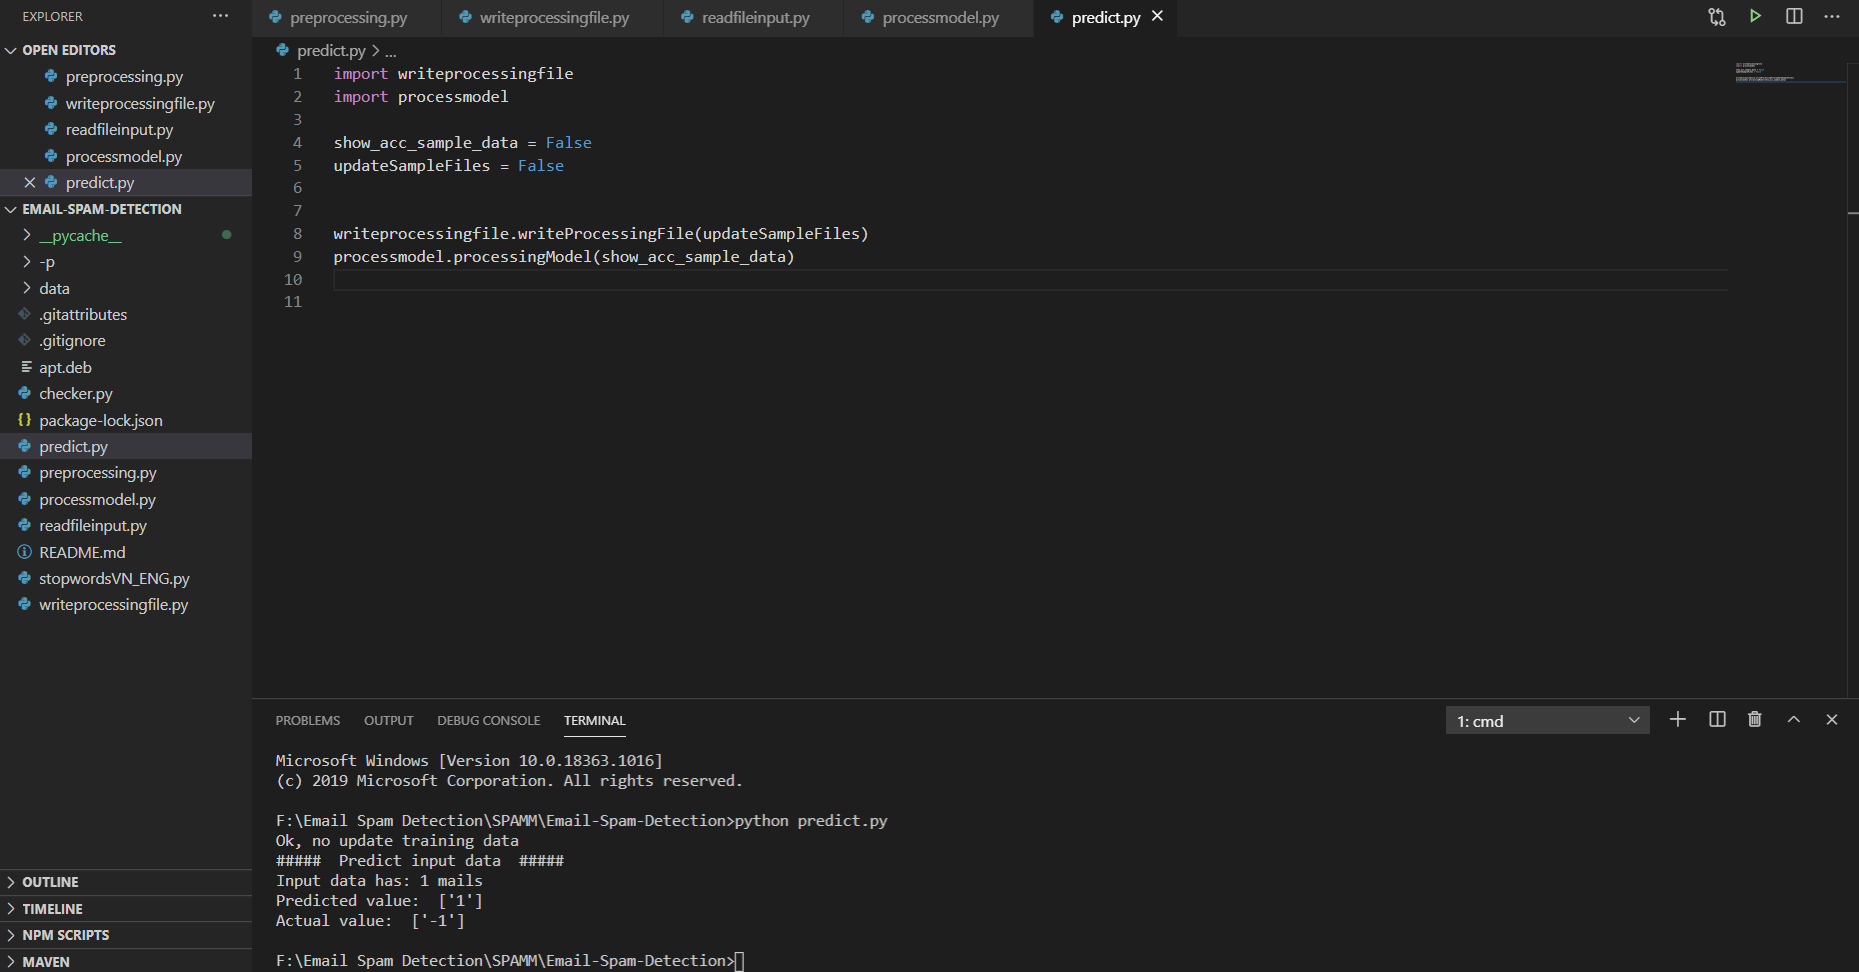 EXPLORER
OPEN EDITORS
preprocessing.py
writeprocessingfile.py
readfileinput.py
processmodel.py
predict.py
EMAIL-SPAM-DETECTION
__pycache__
-p
data
.gitattributes
.gitignore
apt.deb
checker.py
package-lock.json
predict.py
preprocessing.py
processmodel.py
readfileinput.py
README.md
stopwordsVN_ENG.py
writeprocessingfile.py
OUTLINE
TIMELINE
NPM SCRIPTS
MAVEN
preprocessing.py writeprocessingfile.py readfileinput.py processmodel.py predict.py
predict.py > ...
1 import writeprocessingfile
2 import processmodel
3
4 show_acc_sample_data = False
5 updateSampleFiles = False
6
7
8 writeprocessingfile.writeProcessingFile(updateSampleFiles)
9 processmodel.processingModel(show_acc_sample_data)
10
11
PROBLEMS OUTPUT DEBUG CONSOLE TERMINAL 1: cmd
Microsoft Windows [Version 10.0.18363.1016]
(c) 2019 Microsoft Corporation. All rights reserved.
F:\Email Spam Detection\SPAMM\Email-Spam-Detection>python predict.py
Ok, no update training data
##### Predict input data #####
Input data has: 1 mails
Predicted value: ['1']
Actual value: ['-1']
F:\Email Spam Detection\SPAMM\Email-Spam-Detection>